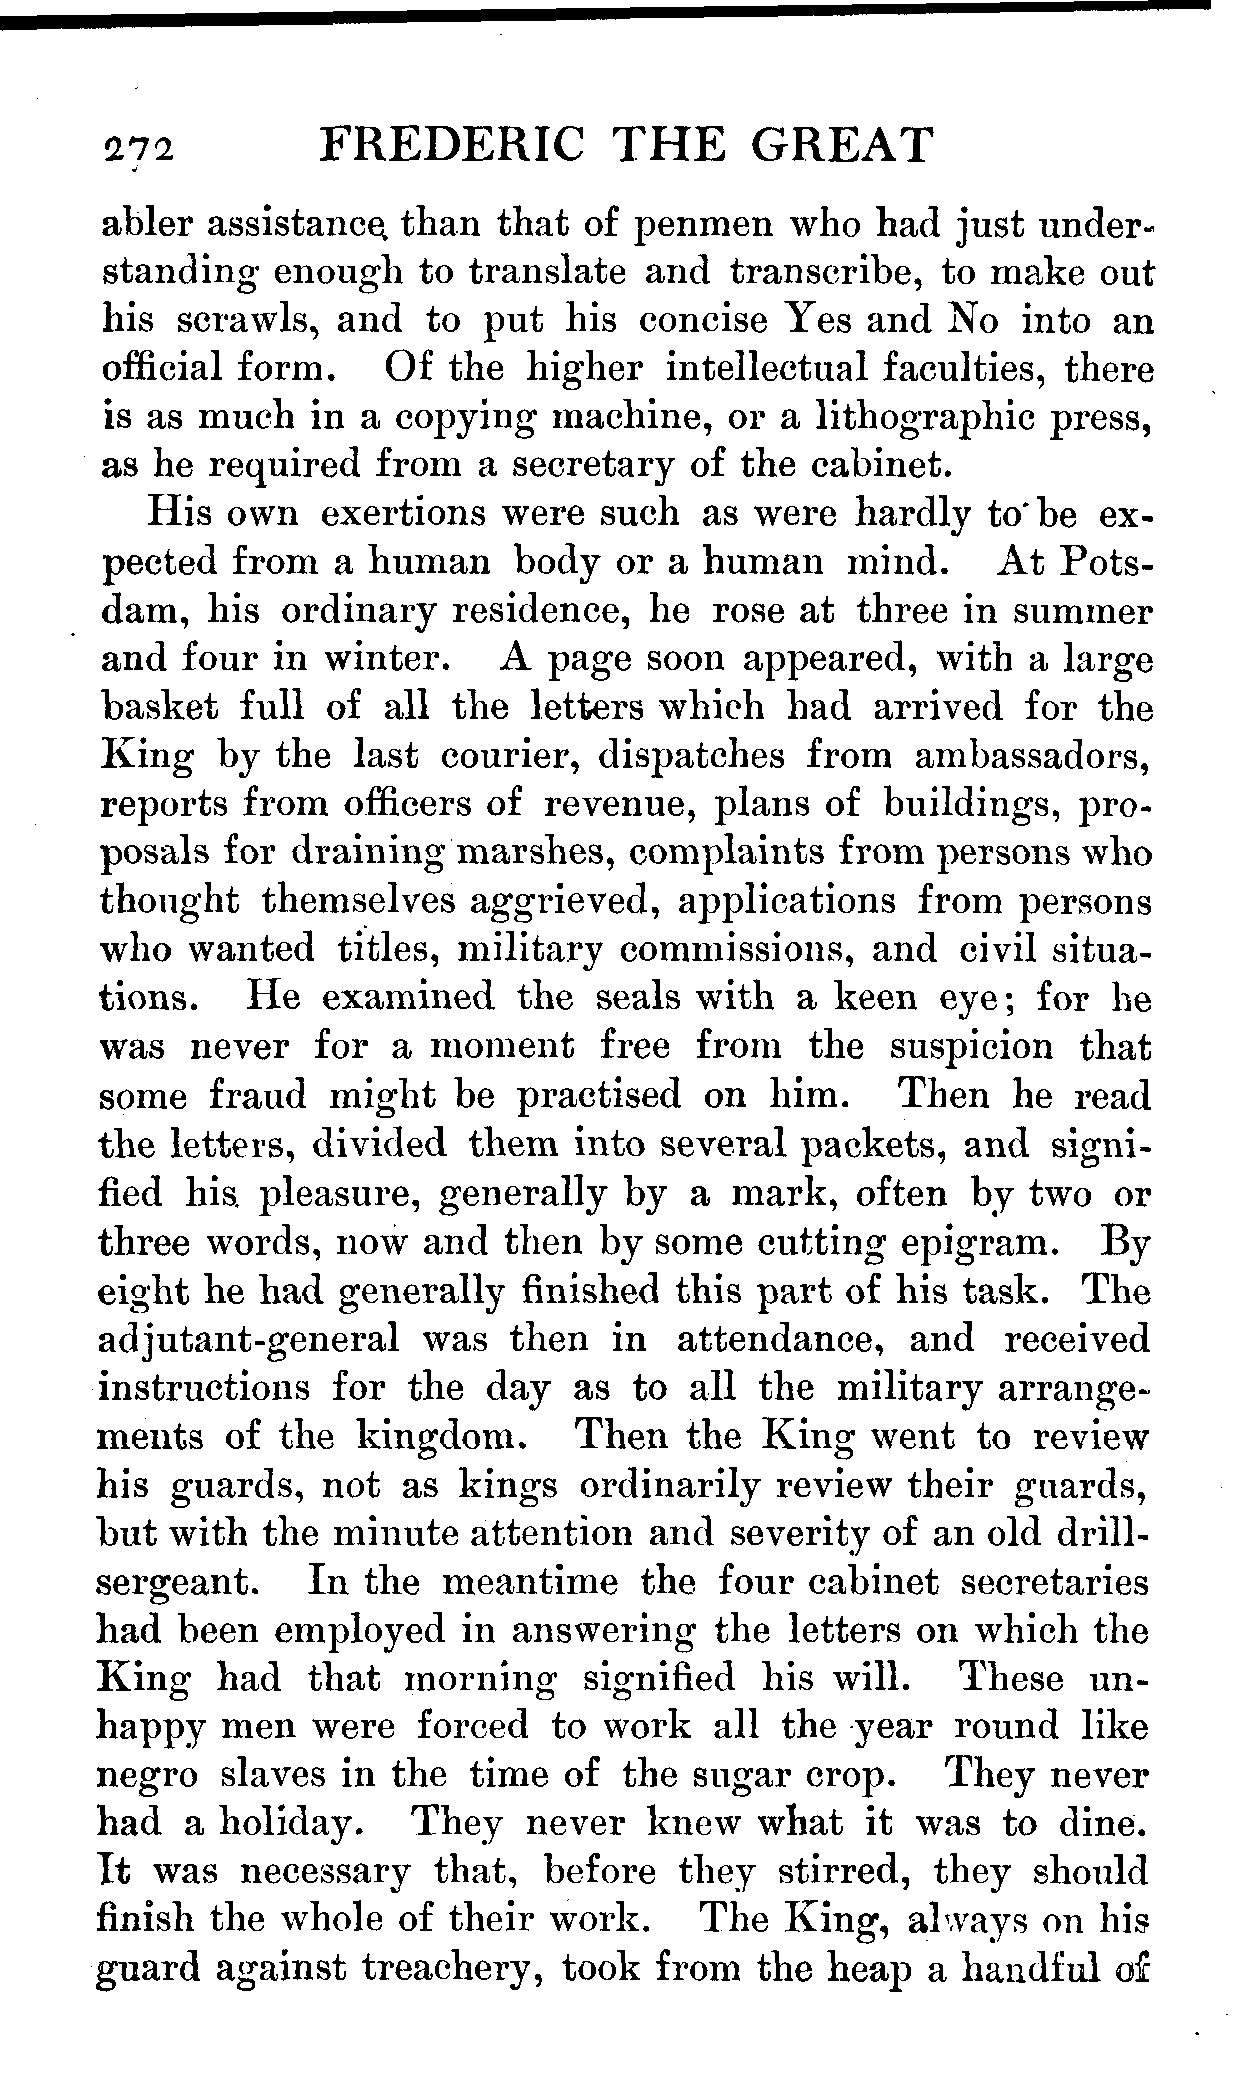 272 FREDERIC THE GREAT
abler assistance than that of penmen who had just under-
standing enough to translate and transcribe, to make out
his scrawls, and to put his concise Yes and No into an
official form. Of the higher intellectual faculties, there
is as much in a copying machine, or a lithographic press,
as he required from a secretary of the cabinet.
His own exertions were such as were hardly to be ex-
pected from a human body or a human mind. At Pots-
dam, his ordinary residence, he rose at three in summer
and four in winter. A page soon appeared, with a large
basket full of all the letters which had arrived for the
King by the last courier, dispatches from ambassadors,
reports from officers of revenue, plans of buildings, pro-
posals for draining marshes, complaints from persons who
thought themselves aggrieved, applications from persons
who wanted titles, military commissions, and civil situa-
tions. He examined the seals with a keen eye; for he
was never for a moment free from the suspicion that
some fraud might be practised on him. Then he read
the letters, divided them into several packets, and signi-
fied his pleasure, generally by a mark, often by two or
three words, now and then by some cutting epigram. By
eight he had generally finished this part of his task. The
adjutant-general was then in attendance, and received
instructions for the day as to all the military arrange-
ments of the kingdom. Then the King went to review
his guards, not as kings ordinarily review their guards,
but with the minute attention and severity of an old drill-
sergeant. In the meantime the four cabinet secretaries
had been employed in answering the letters on which the
King had that morning signified his will. These un-
happy men were forced to work all the year round like
negro slaves in the time of the sugar crop. They never
had a holiday. They never knew what it was to dine.
It was necessary that, before they stirred, they should
finish the whole of their work. The King, always on his
guard against treachery, took from the heap a handful of